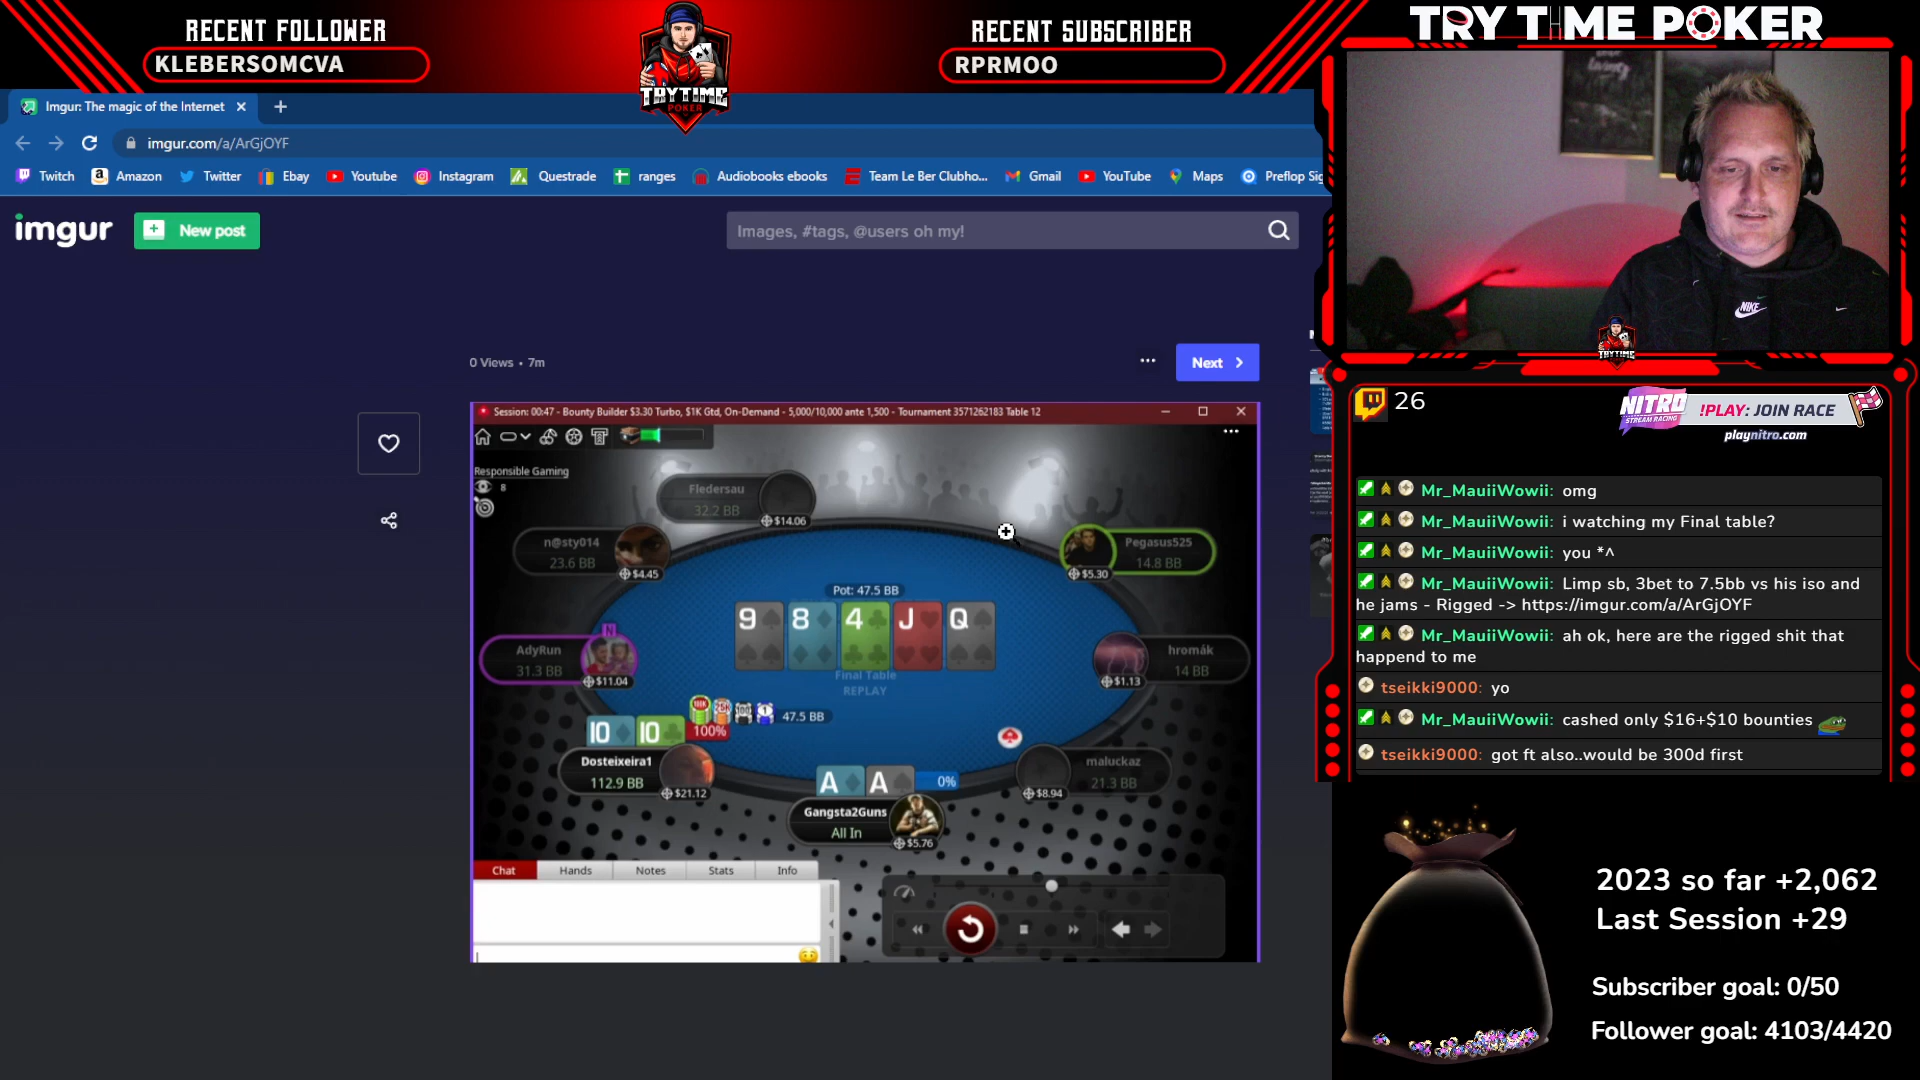 RECENT FOLLOWER
KLEBERSOMCVA
TRYTIME
POKER
RECENT SUBSCRIBER
RPRMOO
TRY TIME POKER
Imgur: The magic of the Internet
imgur.com/a/ArGjOYF
Twitch
Amazon
Twitter
Ebay
Youtube
Instagram
Questrade
ranges
Audiobooks ebooks
Team Le Ber Clubho...
Gmail
YouTube
Maps
Preflop Sig
imgur
New post
Images, #tags, @users oh my!
0 Views • 7m
Next
Session: 00:47 - Bounty Builder $3.30 Turbo, $1K Gtd, On-Demand - 5,000/10,000 ante 1,500 - Tournament 3571262183 Table 12
Responsible Gaming
8
Fledersau
32.2 BB
$14.06
n@sty014
23.6 BB
$4.45
Pegasus525
14.8 BB
$5.30
Pot: 47.5 BB
9 8 4 J Q
N
AdyRun
31.3 BB
$11.04
hromák
14 BB
$1.13
Final Table
REPLAY
47.5 BB
10 10
100%
Dosteixeira1
112.9 BB
$21.12
A A
0%
Gangsta2Guns
All In
$5.76
maluckaz
21.3 BB
$8.94
Chat
Hands
Notes
Stats
Info
living
NIKE
TRYTIME
26
NITRO
STREAM RACING
!PLAY: JOIN RACE
playnitro.com
Mr_MauiiWowii: omg
Mr_MauiiWowii: i watching my Final table?
Mr_MauiiWowii: you *^
Mr_MauiiWowii: Limp sb, 3bet to 7.5bb vs his iso and
he jams - Rigged -> https://imgur.com/a/ArGjOYF
Mr_MauiiWowii: ah ok, here are the rigged shit that
happend to me
tseikki9000: yo
Mr_MauiiWowii: cashed only $16+$10 bounties
tseikki9000: got ft also..would be 300d first
2023 so far +2,062
Last Session +29
Subscriber goal: 0/50
Follower goal: 4103/4420